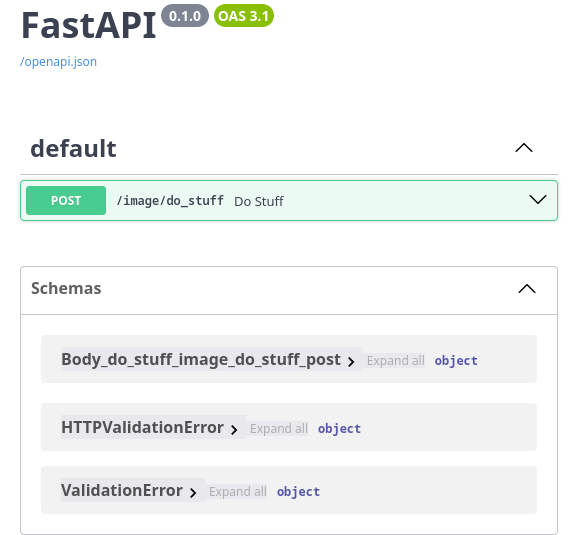 FastAPI 0.1.0 OAS 3.1
/openapi.json
default
POST /image/do_stuff Do Stuff
Schemas
Body_do_stuff_image_do_stuff_post Expand all object
HTTPValidationError Expand all object
ValidationError Expand all object